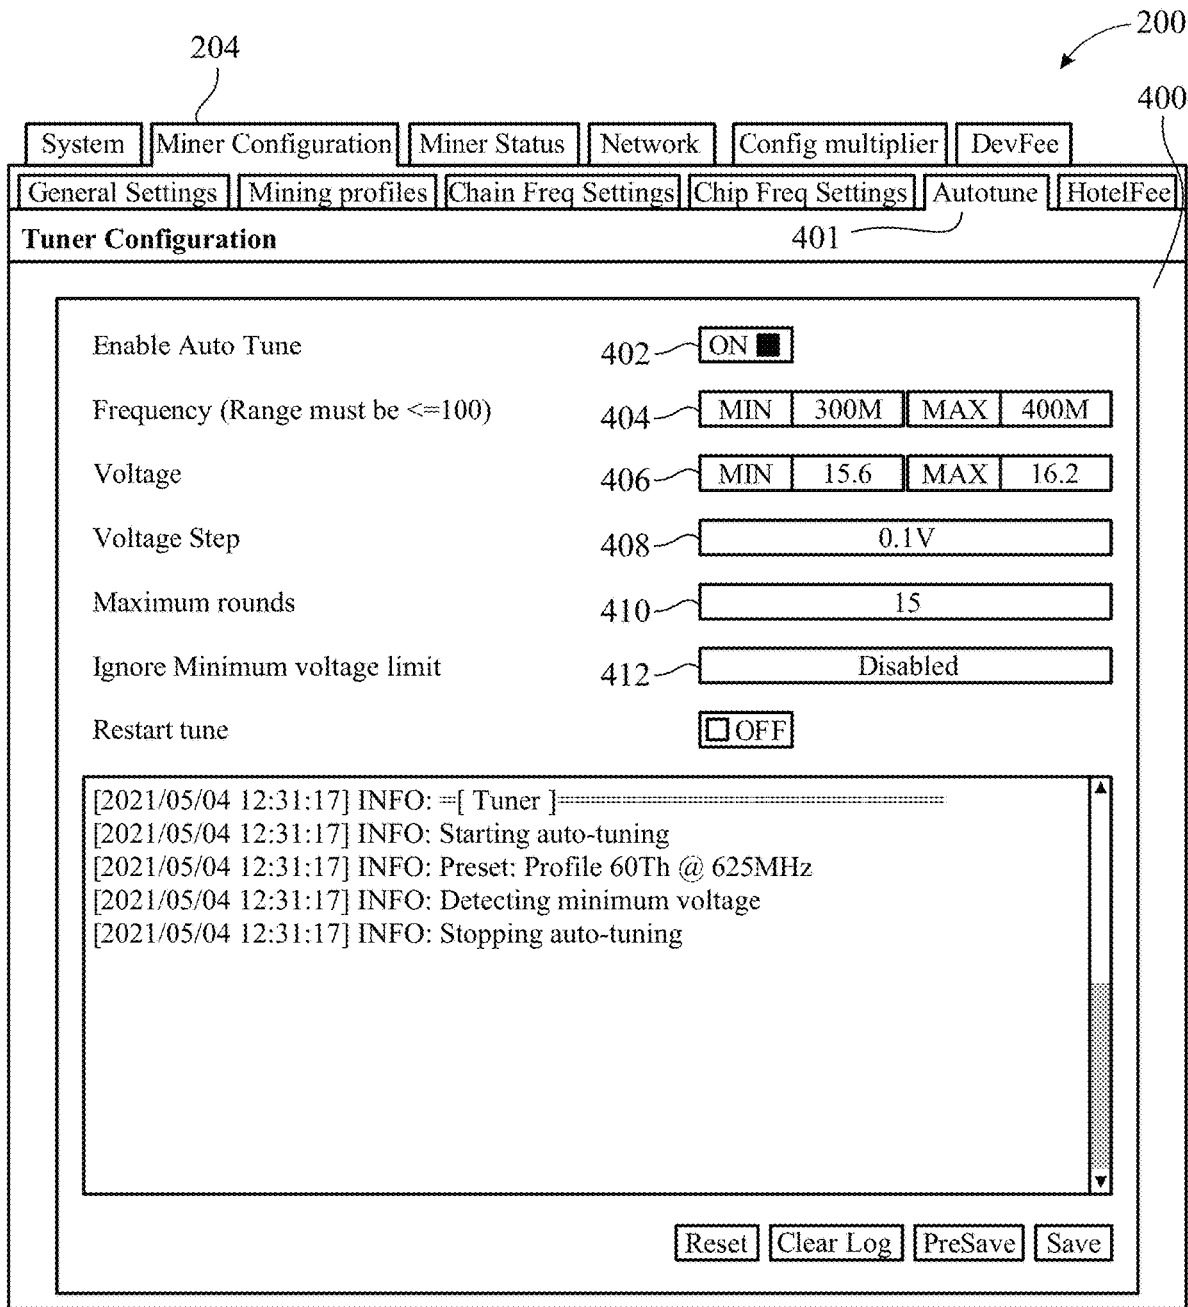 200
204
400
System Miner Configuration Miner Status Network Config multiplier DevFee
General Settings Mining profiles Chain Freq Settings Chip Freq Settings Autotune HotelFee
Tuner Configuration 401
Enable Auto Tune 402 ON
Frequency (Range must be <=100) 404 MIN 300M MAX 400M
Voltage 406 MIN 15.6 MAX 16.2
Voltage Step 408 0.1V
Maximum rounds 410 15
Ignore Minimum voltage limit 412 Disabled
Restart tune OFF
[2021/05/04 12:31:17] INFO: =[ Tuner ]==============================
[2021/05/04 12:31:17] INFO: Starting auto-tuning
[2021/05/04 12:31:17] INFO: Preset: Profile 60Th @ 625MHz
[2021/05/04 12:31:17] INFO: Detecting minimum voltage
[2021/05/04 12:31:17] INFO: Stopping auto-tuning
Reset Clear Log PreSave Save